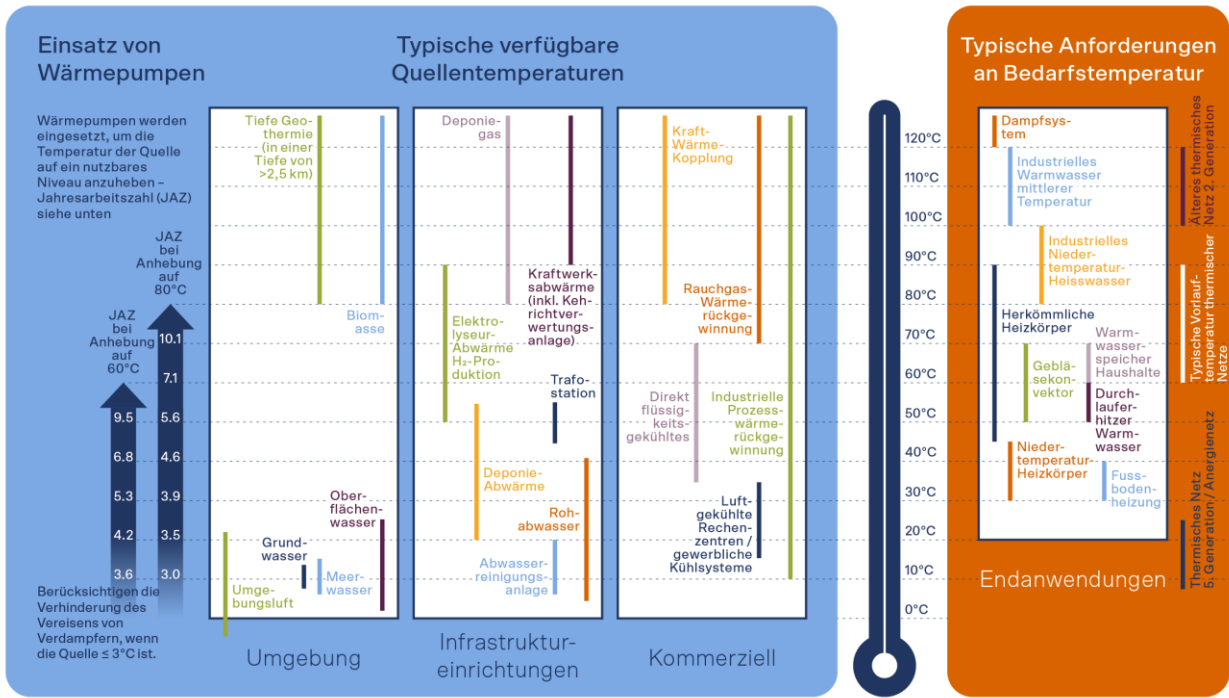 Einsatz von
Wärmepumpen
Wärmepumpen werden
eingesetzt, um die
Temperatur der Quelle
auf ein nutzbares
Niveau anzuheben –
Jahresarbeitszahl (JAZ)
siehe unten
JAZ
bei
Anhebung
auf
80°C
10.1
7.1
5.6
4.6
3.9
3.5
3.0
JAZ
bei
Anhebung
auf
60°C
9.5
6.8
5.3
4.2
3.6
Berücksichtigen die
Verhinderung des
Vereisens von
Verdampfern, wenn
die Quelle ≤ 3°C ist.
Typische verfügbare
Quellentemperaturen
Tiefe Geo-
thermie
(in einer
Tiefe von
>2,5 km)
Biom-
asse
Ober-
flächen-
wasser
Grund-
wasser
Meer-
wasser
Umge-
bungsluft
Umgebung
Deponie-
gas
Kraftwerk-
sabwärme
(inkl. Keh-
richtver-
wertungs-
anlage)
Elektro-
lyseur-
Abwärme
H₂-Pro-
duktion
Trafo-
station
Deponie-
Abwärme
Roh-
abwasser
Abwasser-
reinigungs-
anlage
Infrastruktur-
einrichtungen
Kraft-
Wärme-
Kopplung
Rauchgas-
Wärme-
rückge-
winnung
Direkt
flüssig-
keits-
gekühltes
Industrielle
Prozess-
wärme-
rückge-
winnung
Luft-
gekühlte
Rechen-
zentren /
gewerbliche
Kühlsysteme
Kommerziell
120°C
110°C
100°C
90°C
80°C
70°C
60°C
50°C
40°C
30°C
20°C
10°C
0°C
Typische Anforderungen
an Bedarfstemperatur
Dampfsys-
tem
Industrielles
Warmwasser
mittlerer
Temperatur
Industrielles
Nieder-
temperatur-
Heisswasser
Herkömmliche
Heizkörper
Warm-
wasser-
speicher
Haushalte
Geblä-
sekon-
vektor
Durch-
lauferh-
itzer
Warm-
wasser
Niede-
rtemperatur-
Heizkörper
Fuss-
boden-
heizung
Endanwendungen
Älteres thermisches
Netz 2. Generation
Typische Vorlauf-
temperatur thermischer
Netze
Thermisches Netz
5. Generation / Anergienetz